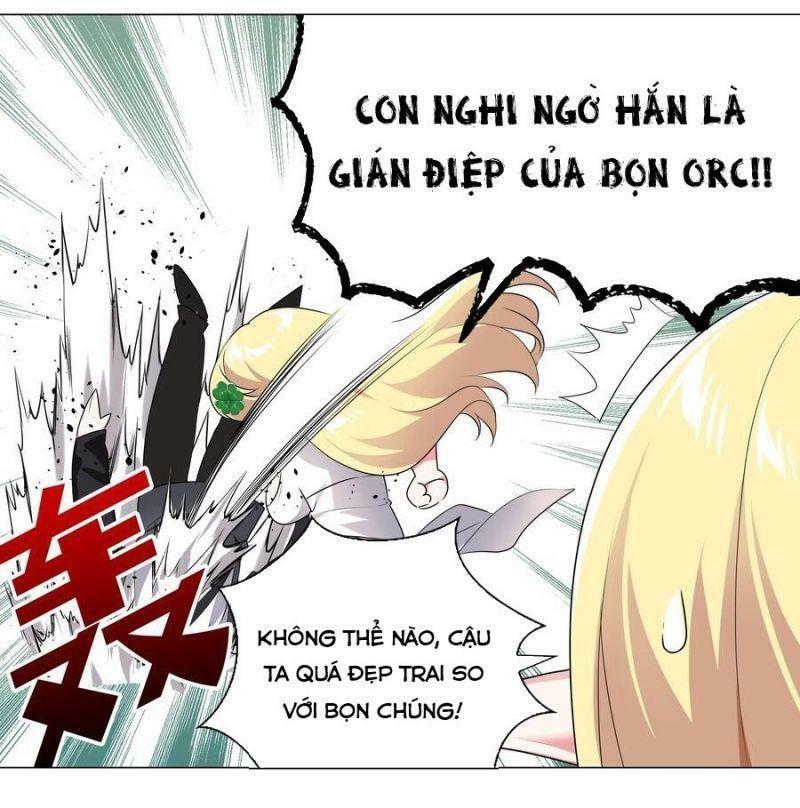 CON NGHI NGỜ HẮN LÀ
GIÁN ĐIỆP CỦA BỌN ORC!!
轰
KHÔNG THỂ NÀO, CẬU
TA QUÁ ĐẸP TRAI SO
VỚI BỌN CHÚNG!